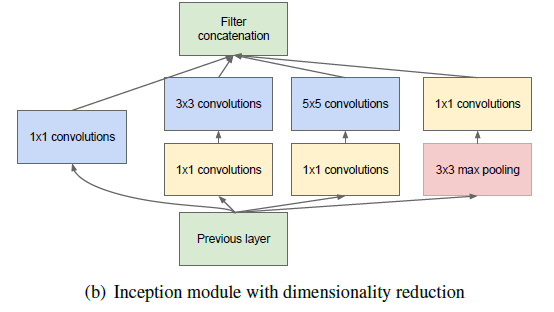 Filter
concatenation
3x3 convolutions
5x5 convolutions
1x1 convolutions
1x1 convolutions
1x1 convolutions
1x1 convolutions
3x3 max pooling
Previous layer
(b) Inception module with dimensionality reduction